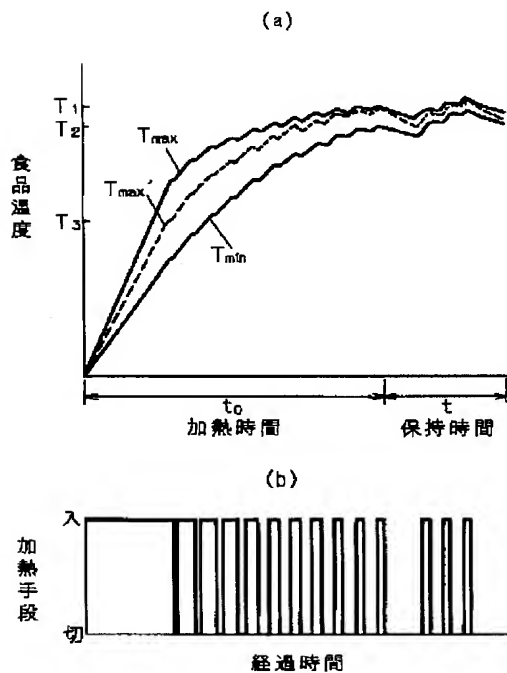 (a)
T1
T2
T3
食品温度
Tmax
Tmax'
Tmin
t0
t
加熱時間
保持時間
(b)
入
切
加熱手段
経過時間